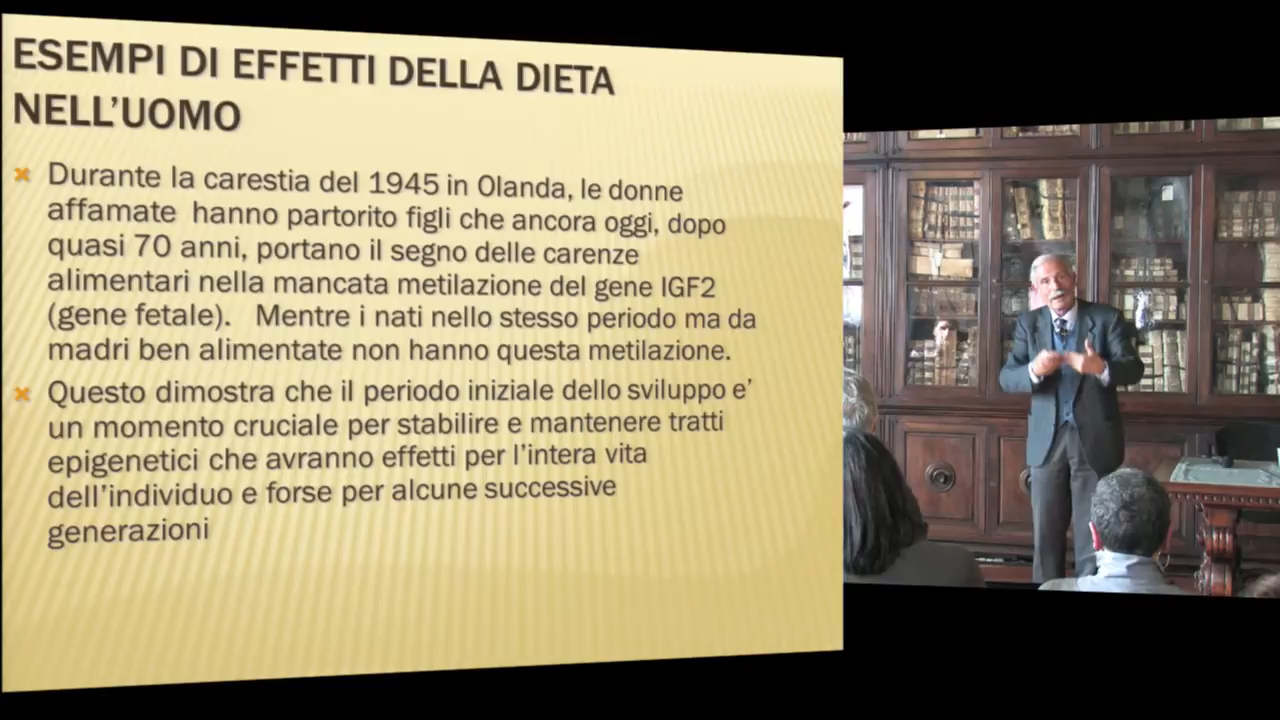 ESEMPI DI EFFETTI DELLA DIETA
NELL'UOMO
Durante la carestia del 1945 in Olanda, le donne
affamate hanno partorito figli che ancora oggi, dopo
quasi 70 anni, portano il segno delle carenze
alimentari nella mancata metilazione del gene IGF2
(gene fetale). Mentre i nati nello stesso periodo ma da
madri ben alimentate non hanno questa metilazione.
Questo dimostra che il periodo iniziale dello sviluppo e'
un momento cruciale per stabilire e mantenere tratti
epigenetici che avranno effetti per l'intera vita
dell'individuo e forse per alcune successive
generazioni